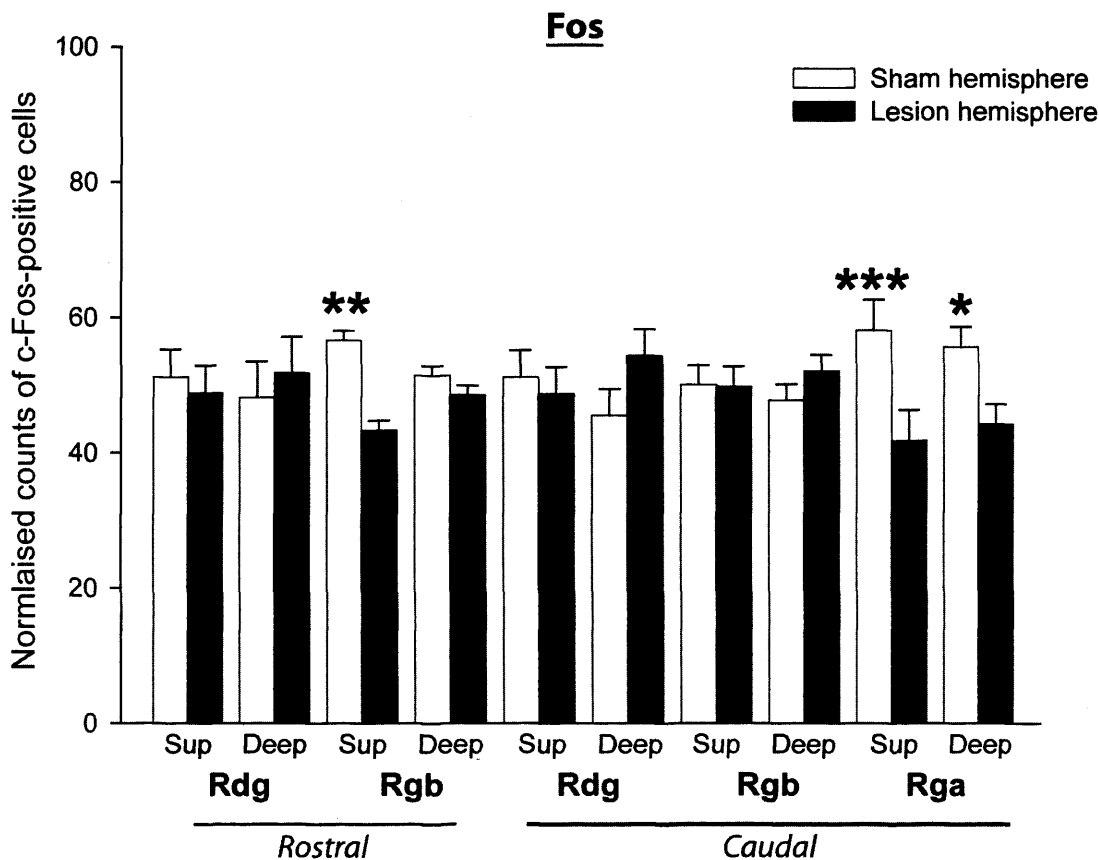 Fos
Sham hemisphere
Lesion hemisphere
Normlaised counts of c-Fos-positive cells
100
80
60
40
20
0
** *** *
Sup Deep Sup Deep Sup Deep Sup Deep Sup Deep
Rdg Rgb Rdg Rgb Rga
Rostral Caudal